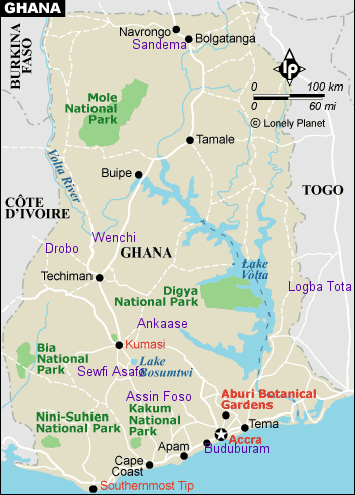 GHANA
BURKINA
FASO
Navrongo
Sandema
Bolgatanga
lp
0 100 km
0 60 mi
© Lonely Planet
Mole
National
Park
Tamale
Volta River
Buipe
TOGO
CÔTE
D'IVOIRE
Wenchi
Drobo
GHANA
Lake
Volta
Techiman
Digya
National Park
Logba Tota
Ankaase
Kumasi
Bia
National
Park
Lake
Bosumtwi
Sewfi Asafo
Assin Foso
Aburi Botanical
Gardens
Kakum
National
Park
Nini-Suhien
National Park
Tema
Accra
Buduburam
Apam
Cape
Coast
Southernmost Tip